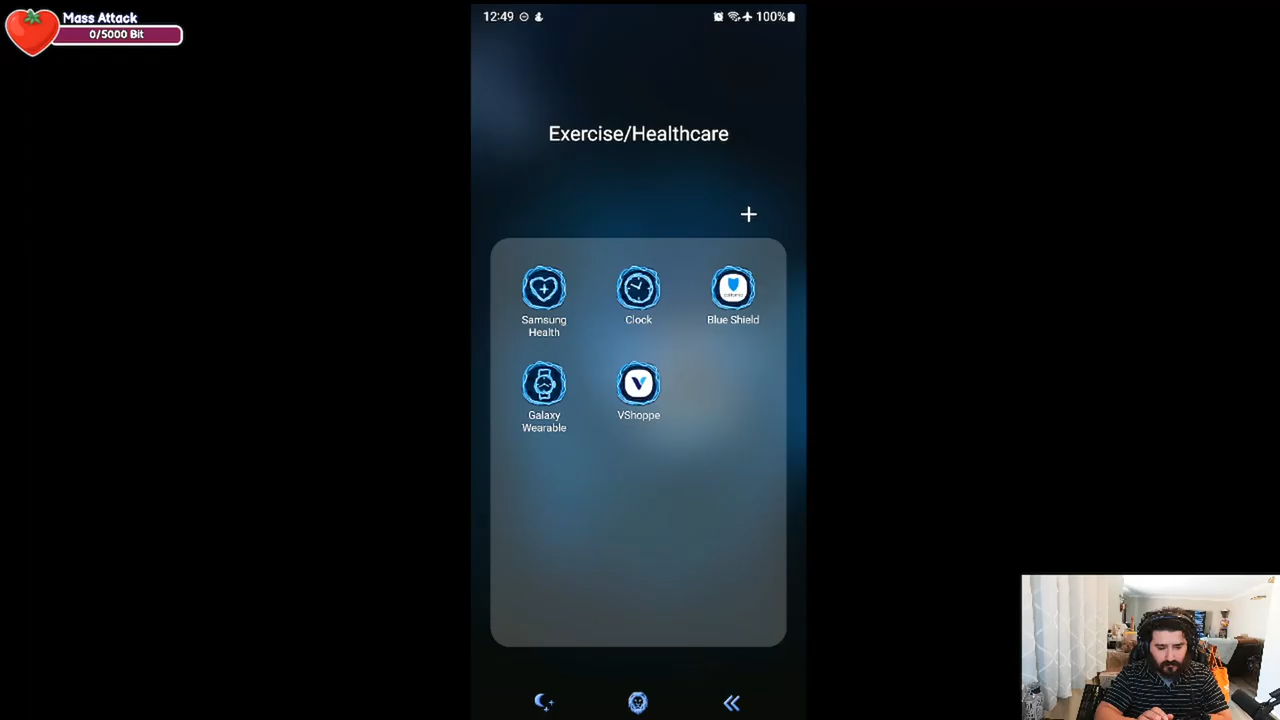 Mass Attack
0/5000 Bit
12:49
100%
Exercise/Healthcare
+
Samsung Health
Clock
Blue Shield
Galaxy Wearable
VShoppe